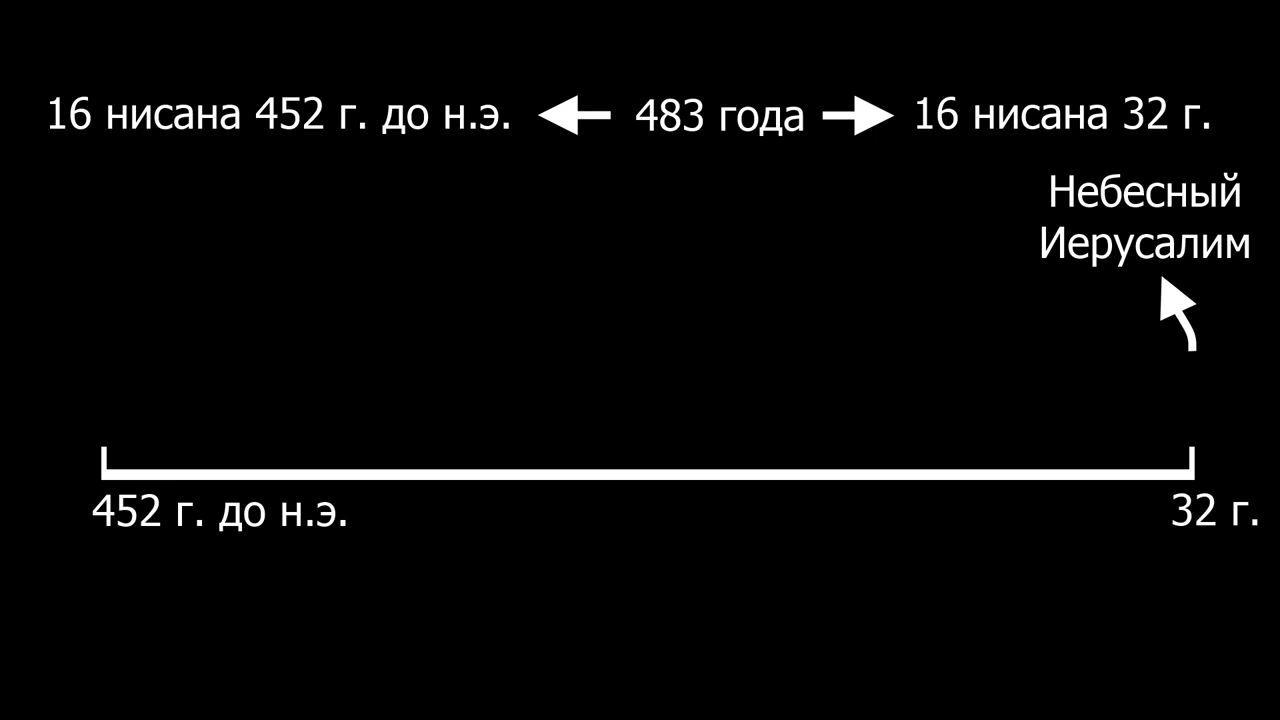 16 нисана 452 г. до н.э. 483 года 16 нисана 32 г.
Небесный
Иерусалим
452 г. до н.э. 32 г.